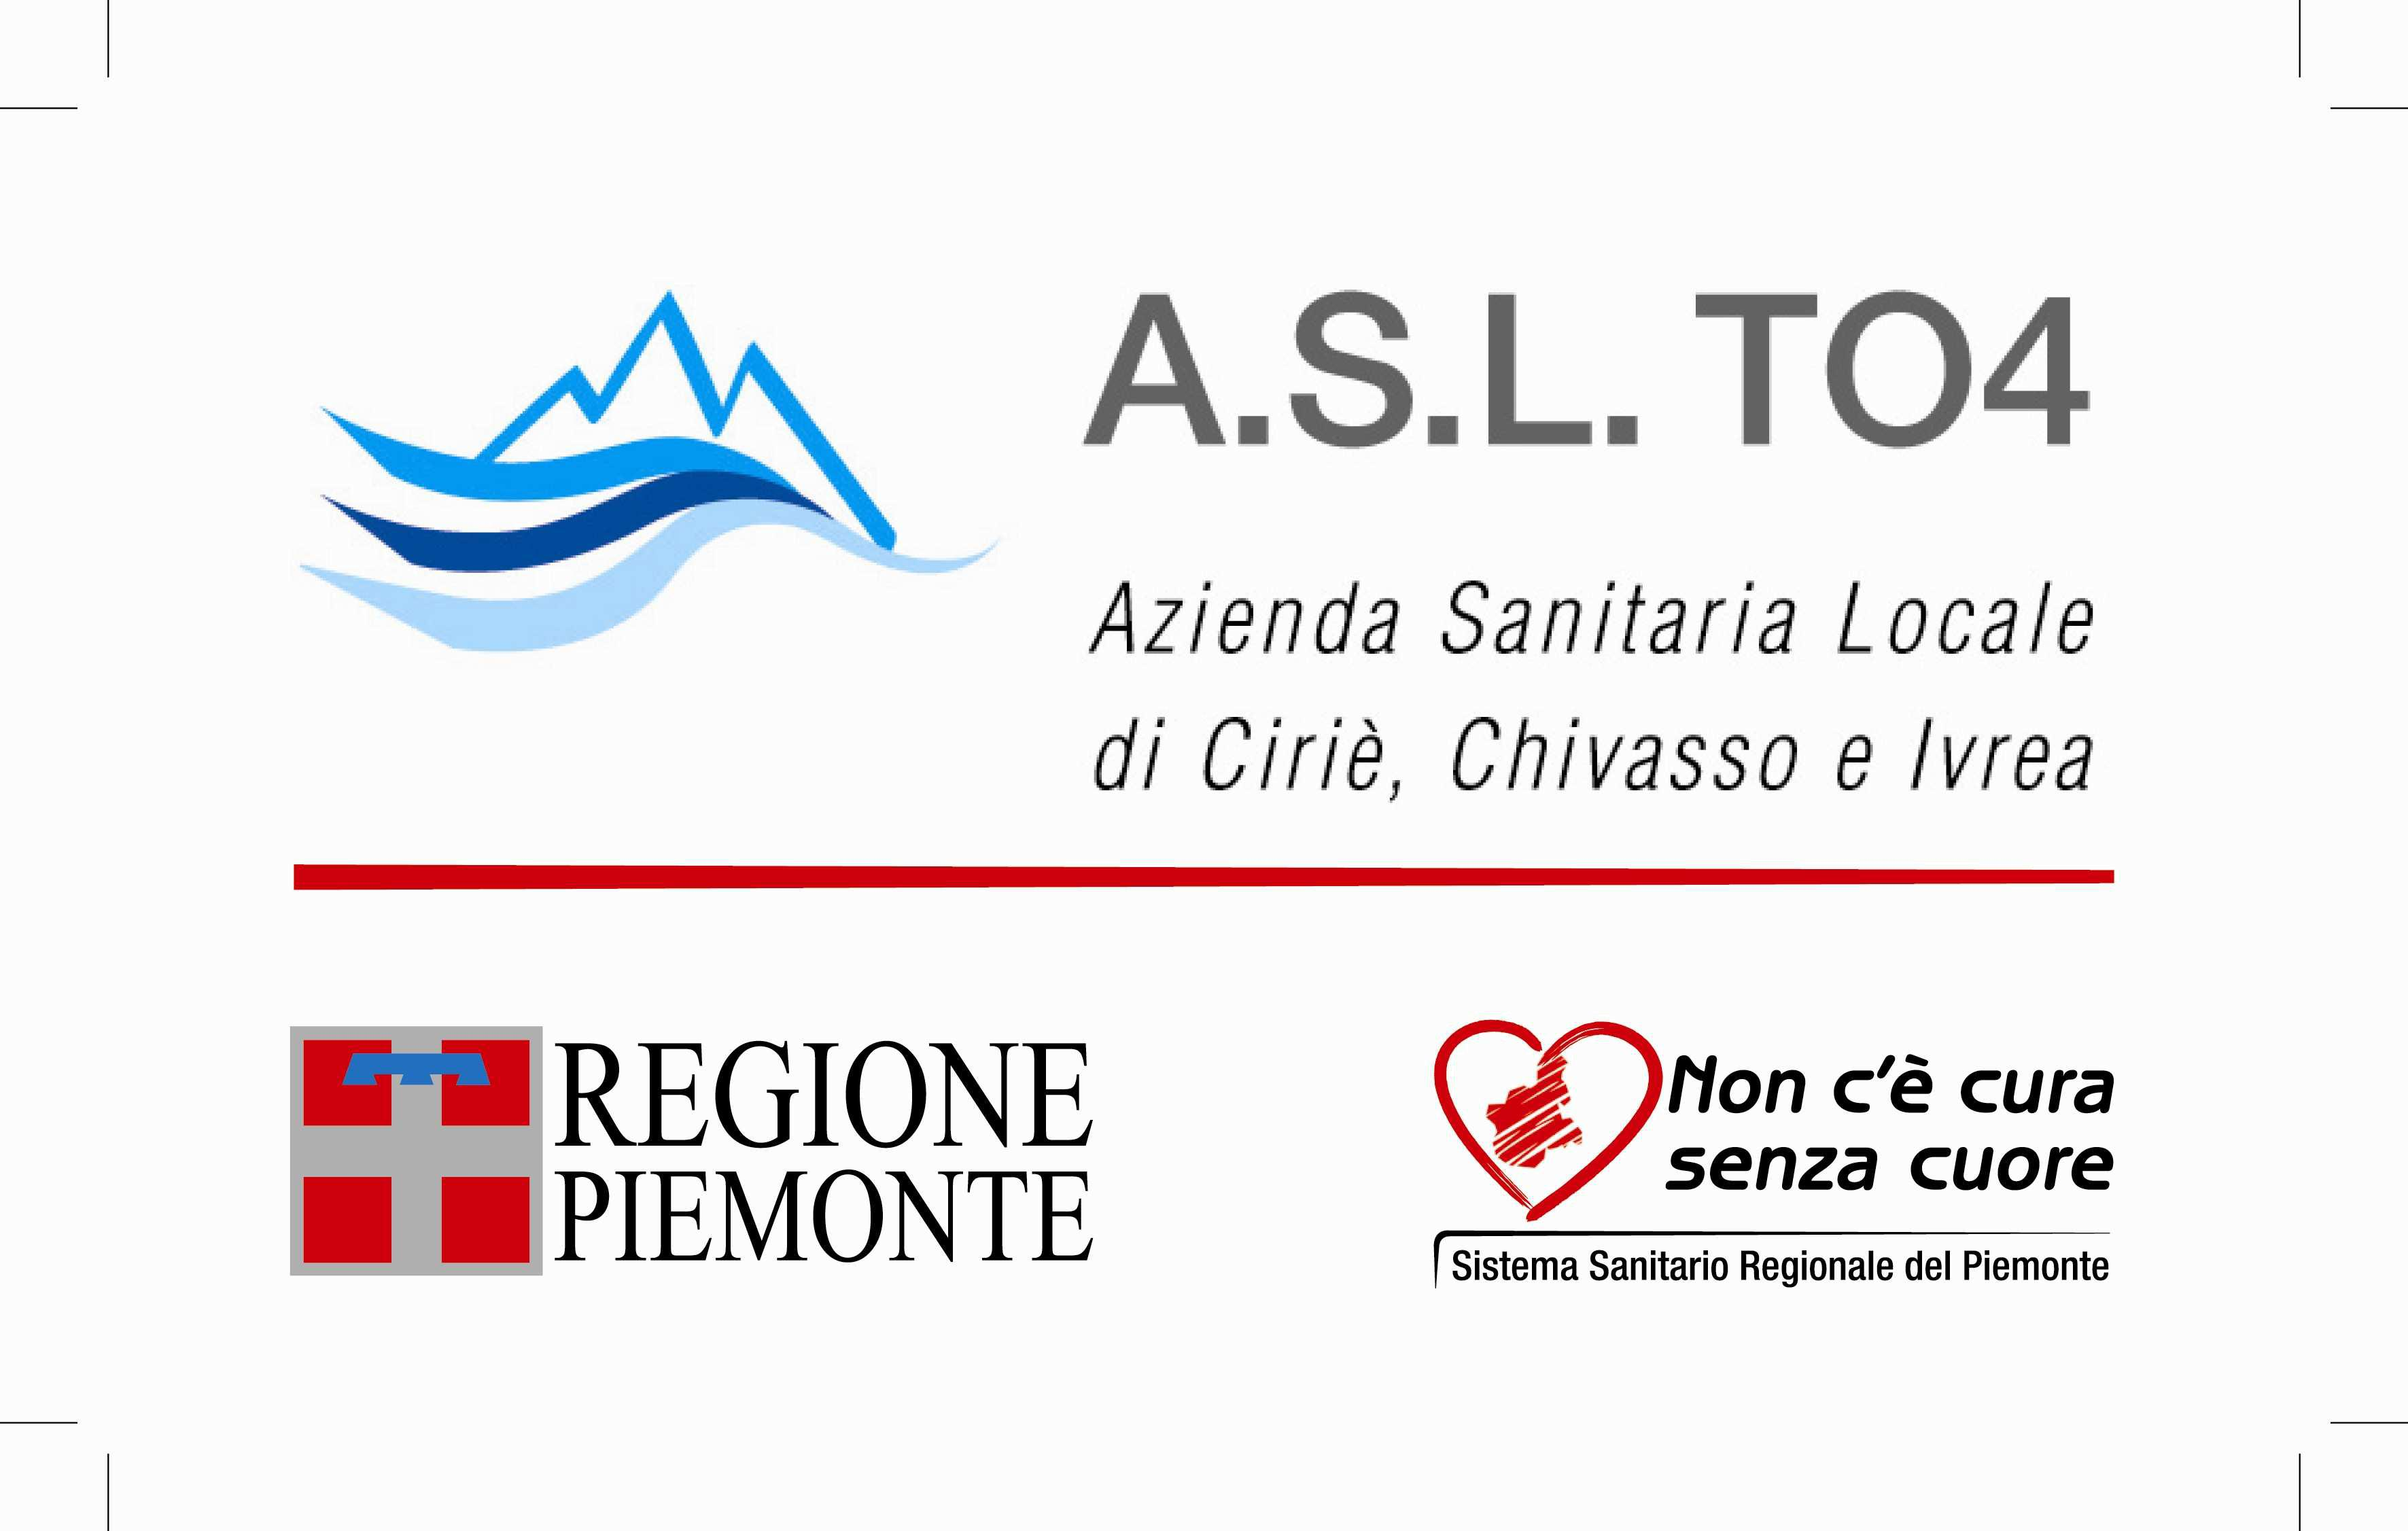 A.S.L. TO4
Azienda Sanitaria Locale
di Ciriè, Chivasso e Ivrea
REGIONE
PIEMONTE
Non c'è cura
senza cuore
Sistema Sanitario Regionale del Piemonte